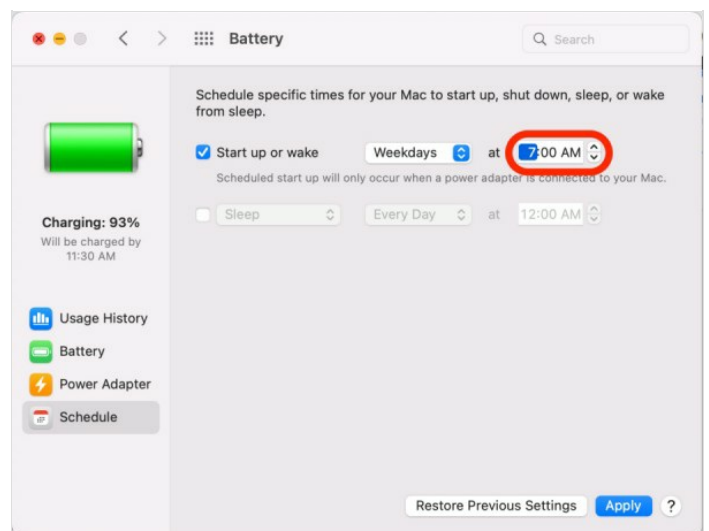 Battery
Search
Schedule specific times for your Mac to start up, shut down, sleep, or wake
from sleep.
Start up or wake Weekdays at 7:00 AM
Scheduled start up will only occur when a power adapter is connected to your Mac.
Sleep Every Day at 12:00 AM
Charging: 93%
Will be charged by
11:30 AM
Usage History
Battery
Power Adapter
Schedule
Restore Previous Settings Apply ?